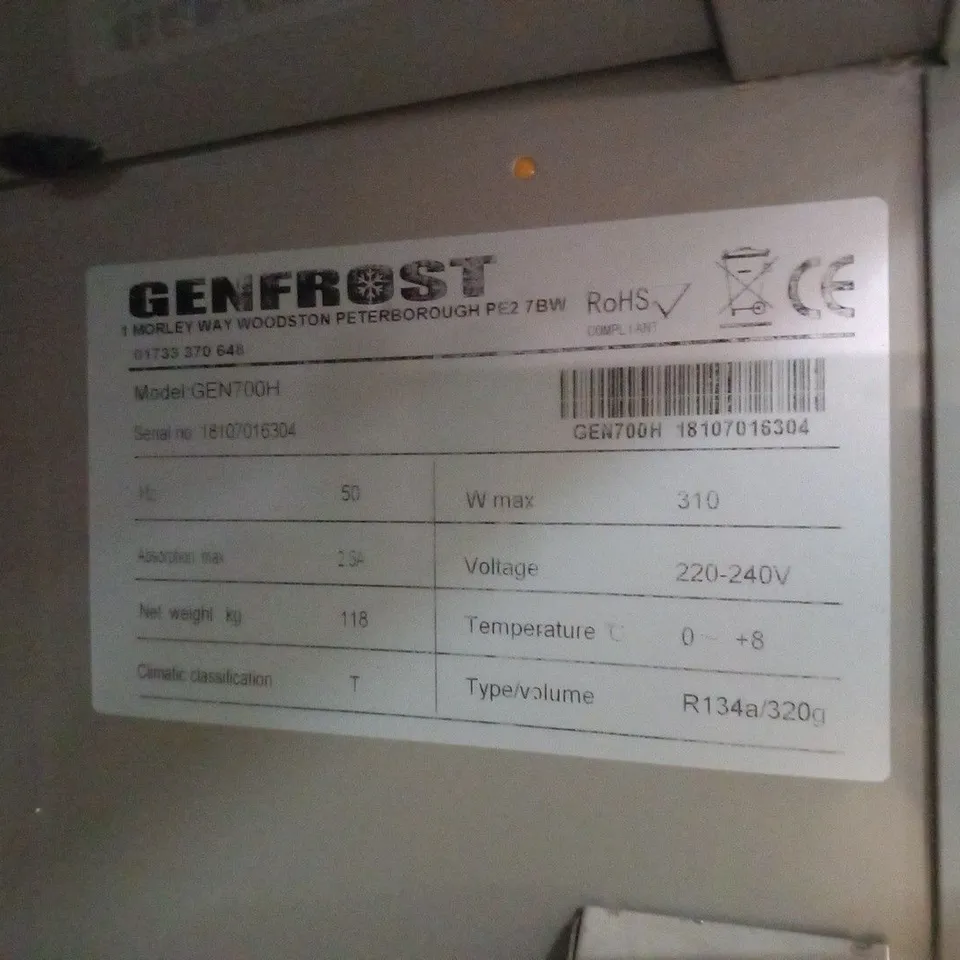 GENFROST
1 MORLEY WAY WOODSTON PETERBOROUGH PE2 7BW
01733 370 648
RoHS
COMPLIANT
CE
Model:GEN700H
Serial no: 18107016304
GEN700H 18107016304
Hz 50
W max 310
Absorption max 2.5A
Voltage 220-240V
Net weight kg 118
Temperature ℃ 0 ~ +8
Climatic classification T
Type/volume R134a/320g